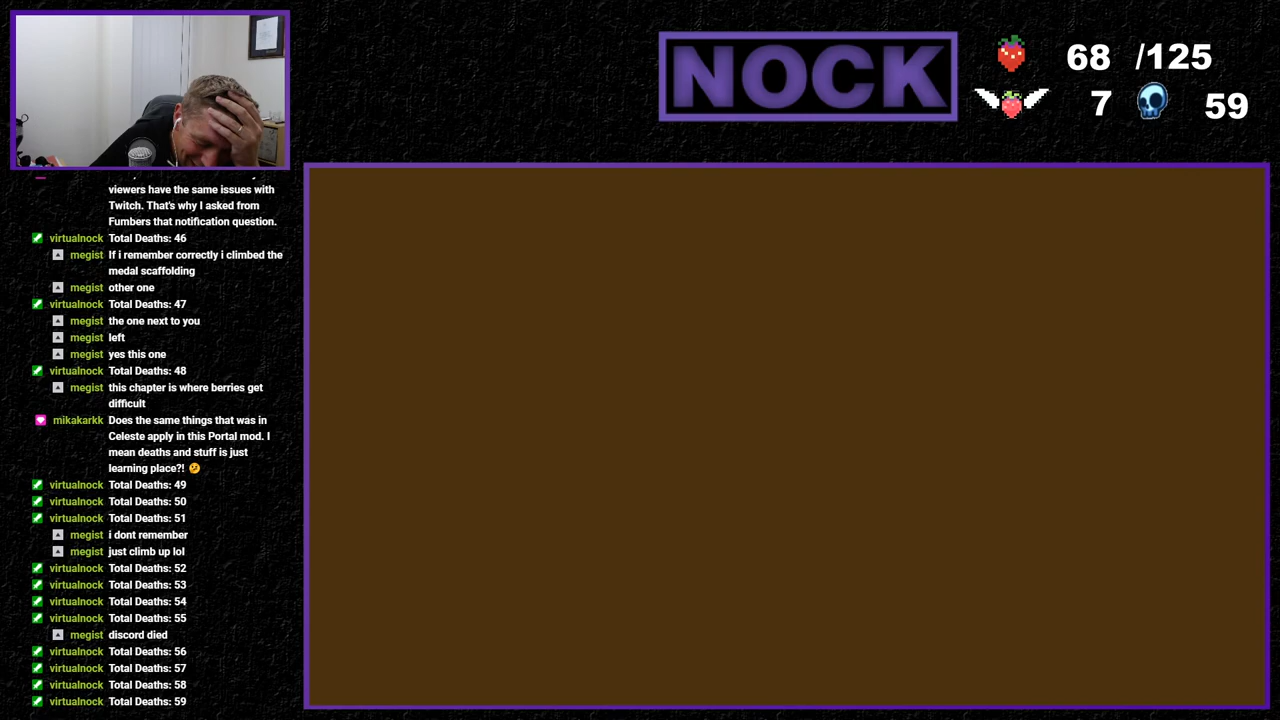 NOCK
68 /125
7 59
viewers have the same issues with
Twitch. That's why I asked from
Fumbers that notification question.
virtualnock Total Deaths: 46
megist If i remember correctly i climbed the
medal scaffolding
megist other one
virtualnock Total Deaths: 47
megist the one next to you
megist left
megist yes this one
virtualnock Total Deaths: 48
megist this chapter is where berries get
difficult
mikakarkk Does the same things that was in
Celeste apply in this Portal mod. I
mean deaths and stuff is just
learning place?!
virtualnock Total Deaths: 49
virtualnock Total Deaths: 50
virtualnock Total Deaths: 51
megist i dont remember
megist just climb up lol
virtualnock Total Deaths: 52
virtualnock Total Deaths: 53
virtualnock Total Deaths: 54
virtualnock Total Deaths: 55
megist discord died
virtualnock Total Deaths: 56
virtualnock Total Deaths: 57
virtualnock Total Deaths: 58
virtualnock Total Deaths: 59